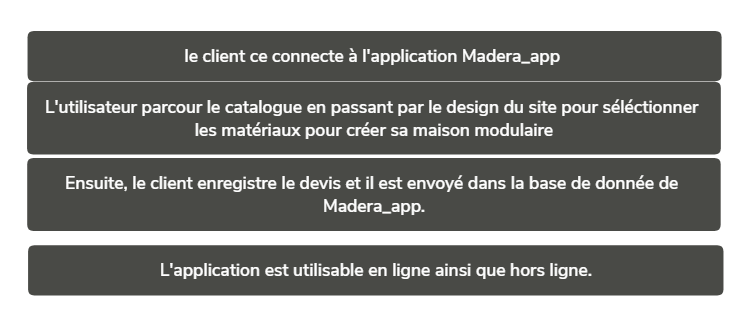 le client ce connecte à l'application Madera_app
L'utilisateur parcour le catalogue en passant par le design du site pour séléctionner
les matériaux pour créer sa maison modulaire
Ensuite, le client enregistre le devis et il est envoyé dans la base de donnée de
Madera_app.
L'application est utilisable en ligne ainsi que hors ligne.